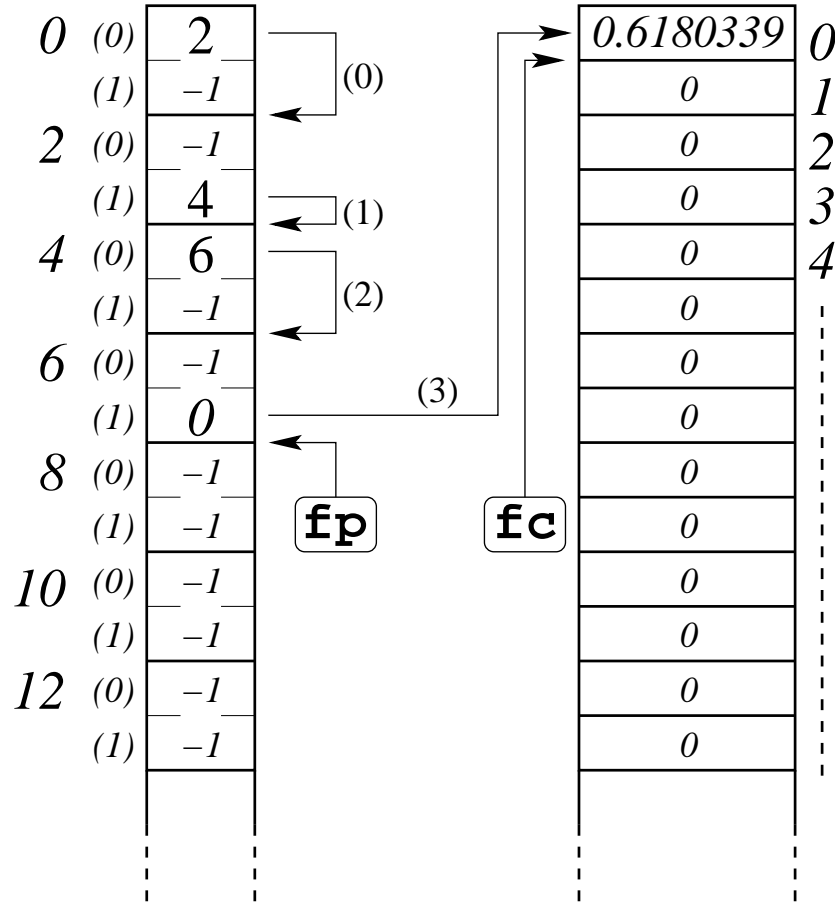 0 (0) 2 0.6180339 0
(0)
(1) –1 0 1
2 (0) –1 0 2
(1) 4 (1) 0 3
4 (0) 6 0 4
(2)
(1) –1 0
6 (0) –1 0
(3)
(1) 0 0
8 (0) –1 0
(1) –1 fp fc 0
10 (0) –1 0
(1) –1 0
12 (0) –1 0
(1) –1 0